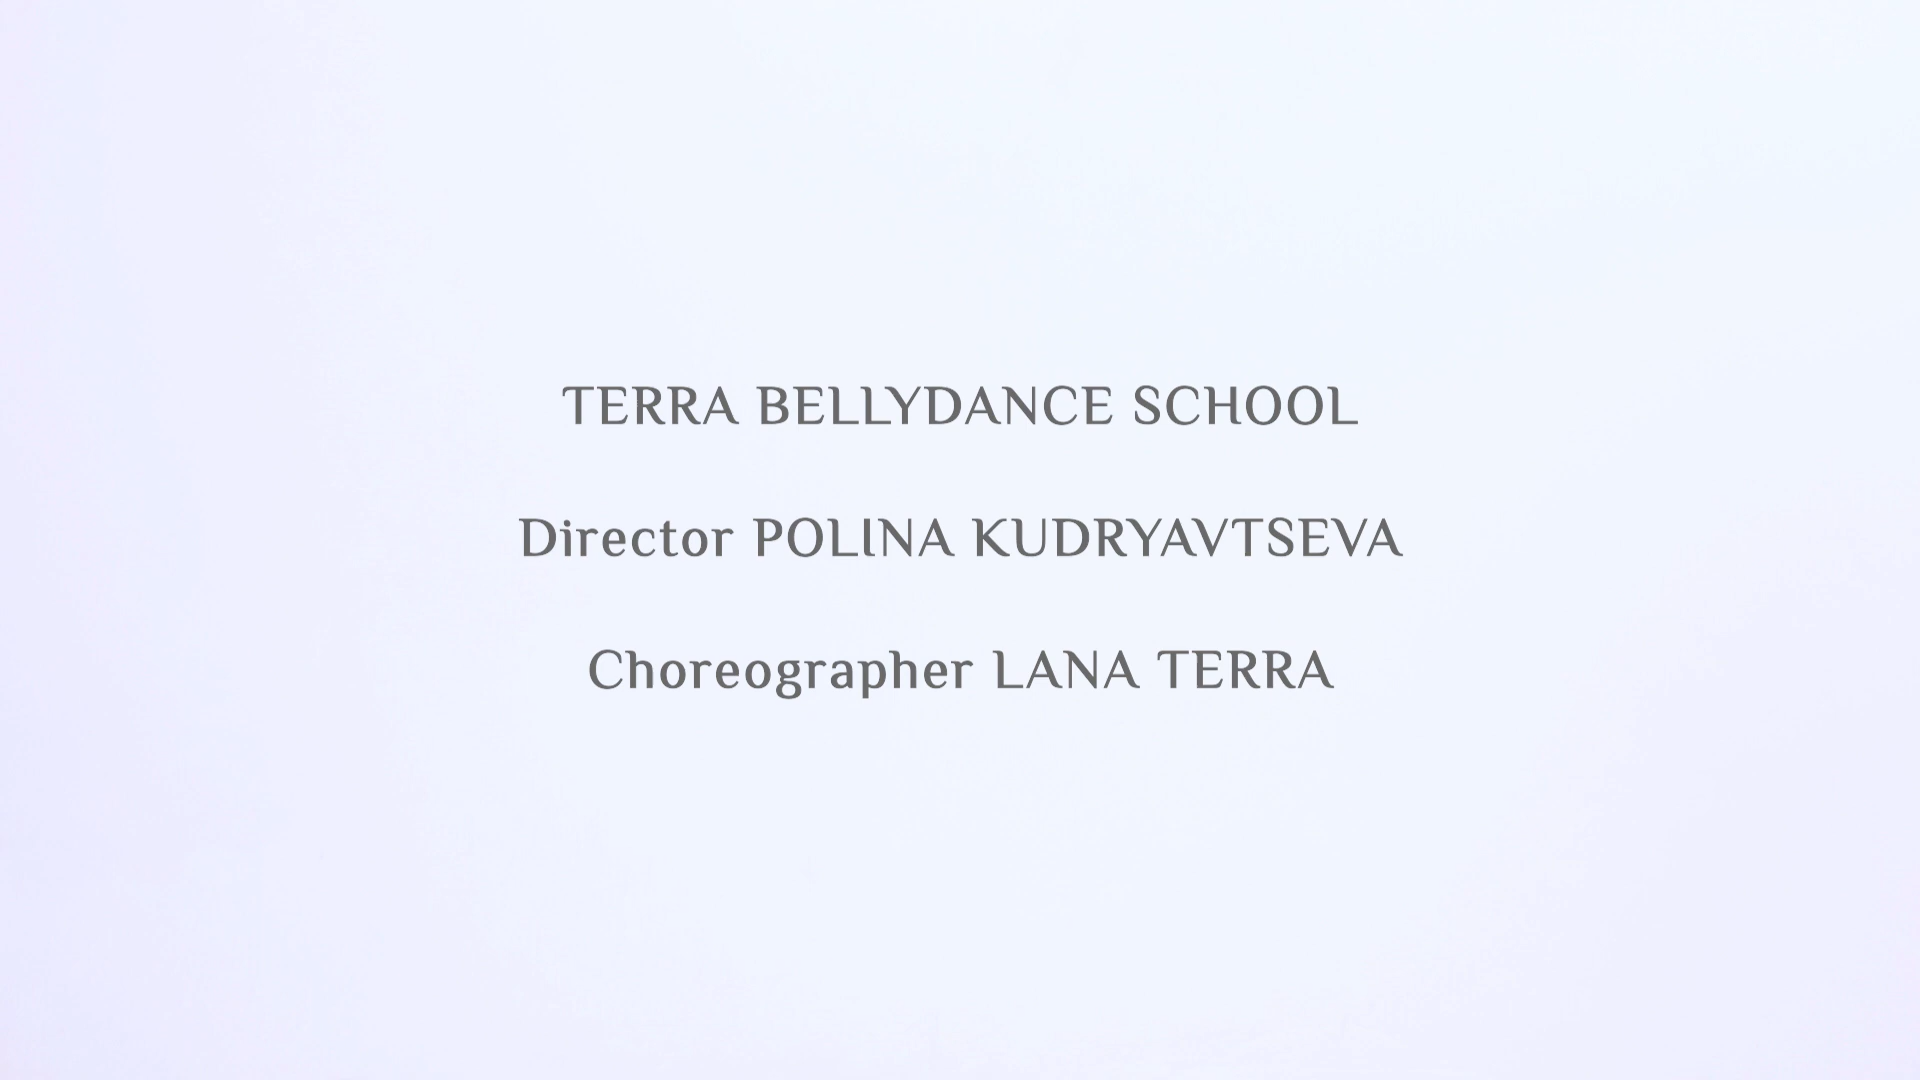 TERRA BELLYDANCE SCHOOL
Director POLINA KUDRYAVTSEVA
Choreographer LANA TERRA